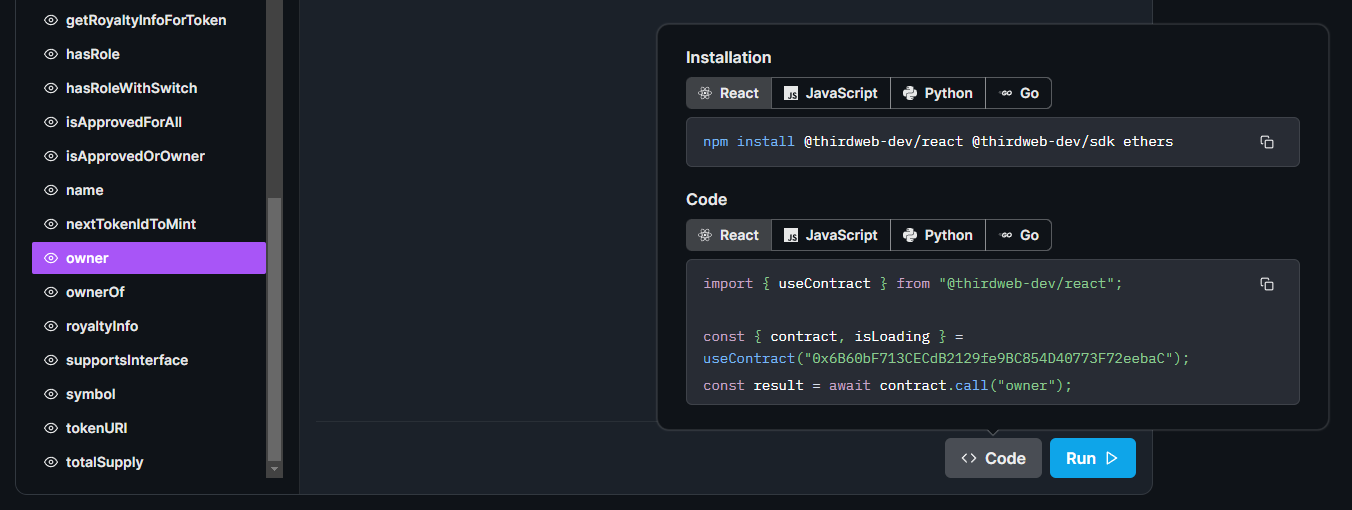 getRoyaltyInfoForToken
hasRole
hasRoleWithSwitch
isApprovedForAll
isApprovedOrOwner
name
nextTokenIdToMint
owner
ownerOf
royaltyInfo
supportsInterface
symbol
tokenURI
totalSupply
Installation
React JavaScript Python Go
npm install @thirdweb-dev/react @thirdweb-dev/sdk ethers
Code
React JavaScript Python Go
import { useContract } from "@thirdweb-dev/react";
const { contract, isLoading } =
useContract("0x6B60bF713CECdB2129fe9BC854D40773F72eebaC");
const result = await contract.call("owner");
<> Code
Run